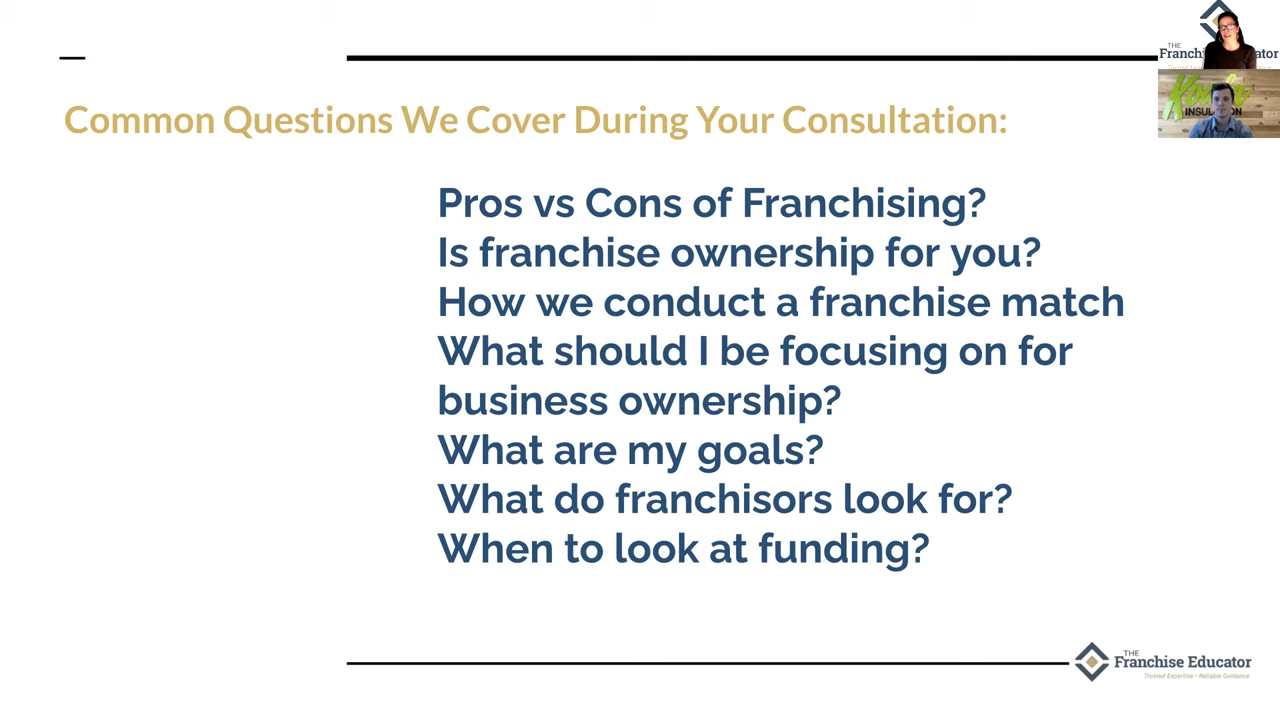 Common Questions We Cover During Your Consultation:
Pros vs Cons of Franchising?
Is franchise ownership for you?
How we conduct a franchise match
What should I be focusing on for
business ownership?
What are my goals?
What do franchisors look for?
When to look at funding?
THE
Franchise Educator
Trusted Expertise • Reliable Guidance
THE